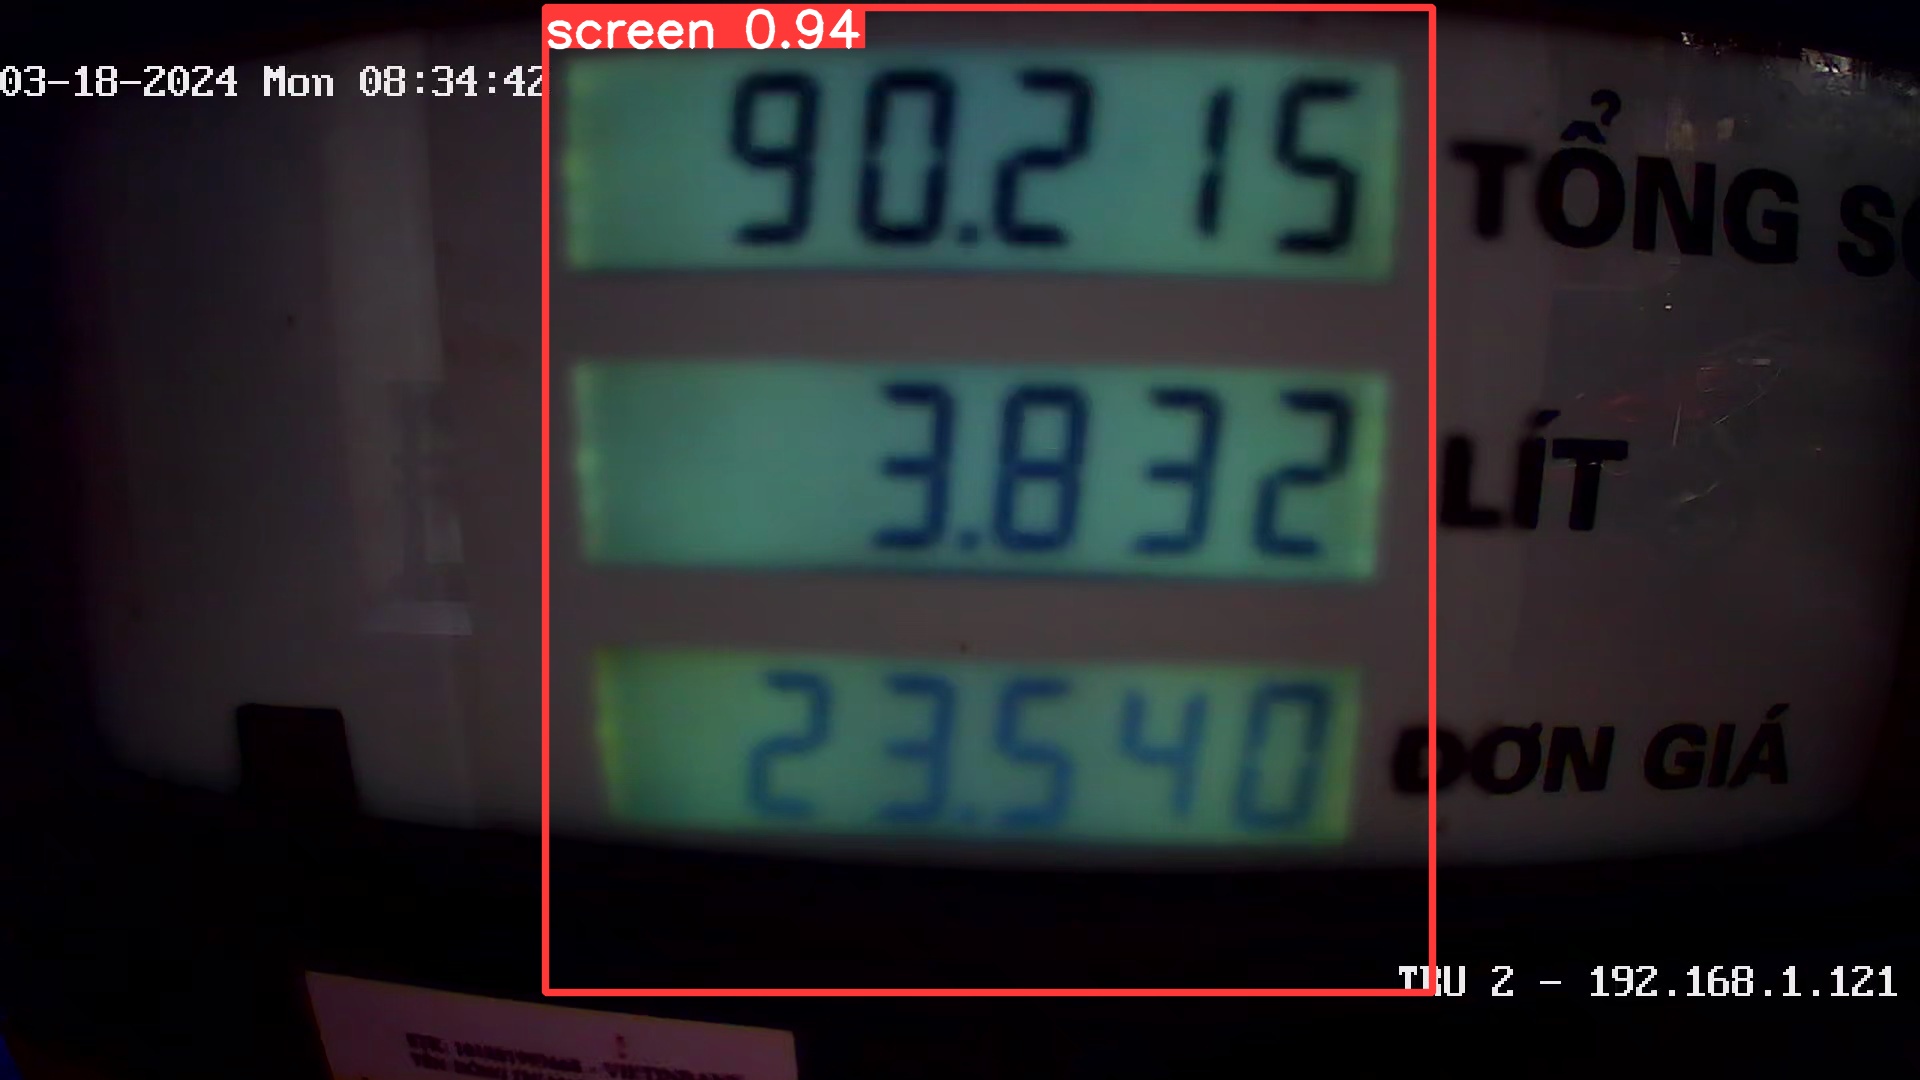 screen 0.94
03-18-2024 Mon 08:34:42
90.215
TỔNG SỐ
3.832
LÍT
23.540
ĐƠN GIÁ
TRU 2 - 192.168.1.121